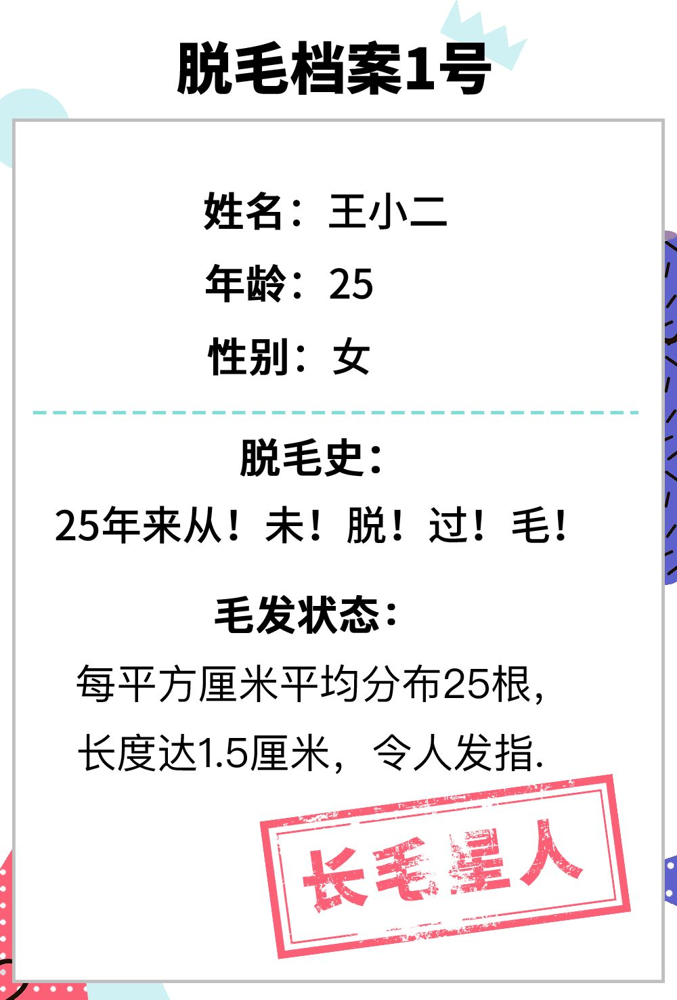 脱毛档案1号
姓名：王小二
年龄：25
性别：女
脱毛史：
25年来从！未！脱！过！毛！
毛发状态：
每平方厘米平均分布25根，
长度达1.5厘米，令人发指.
长毛星人